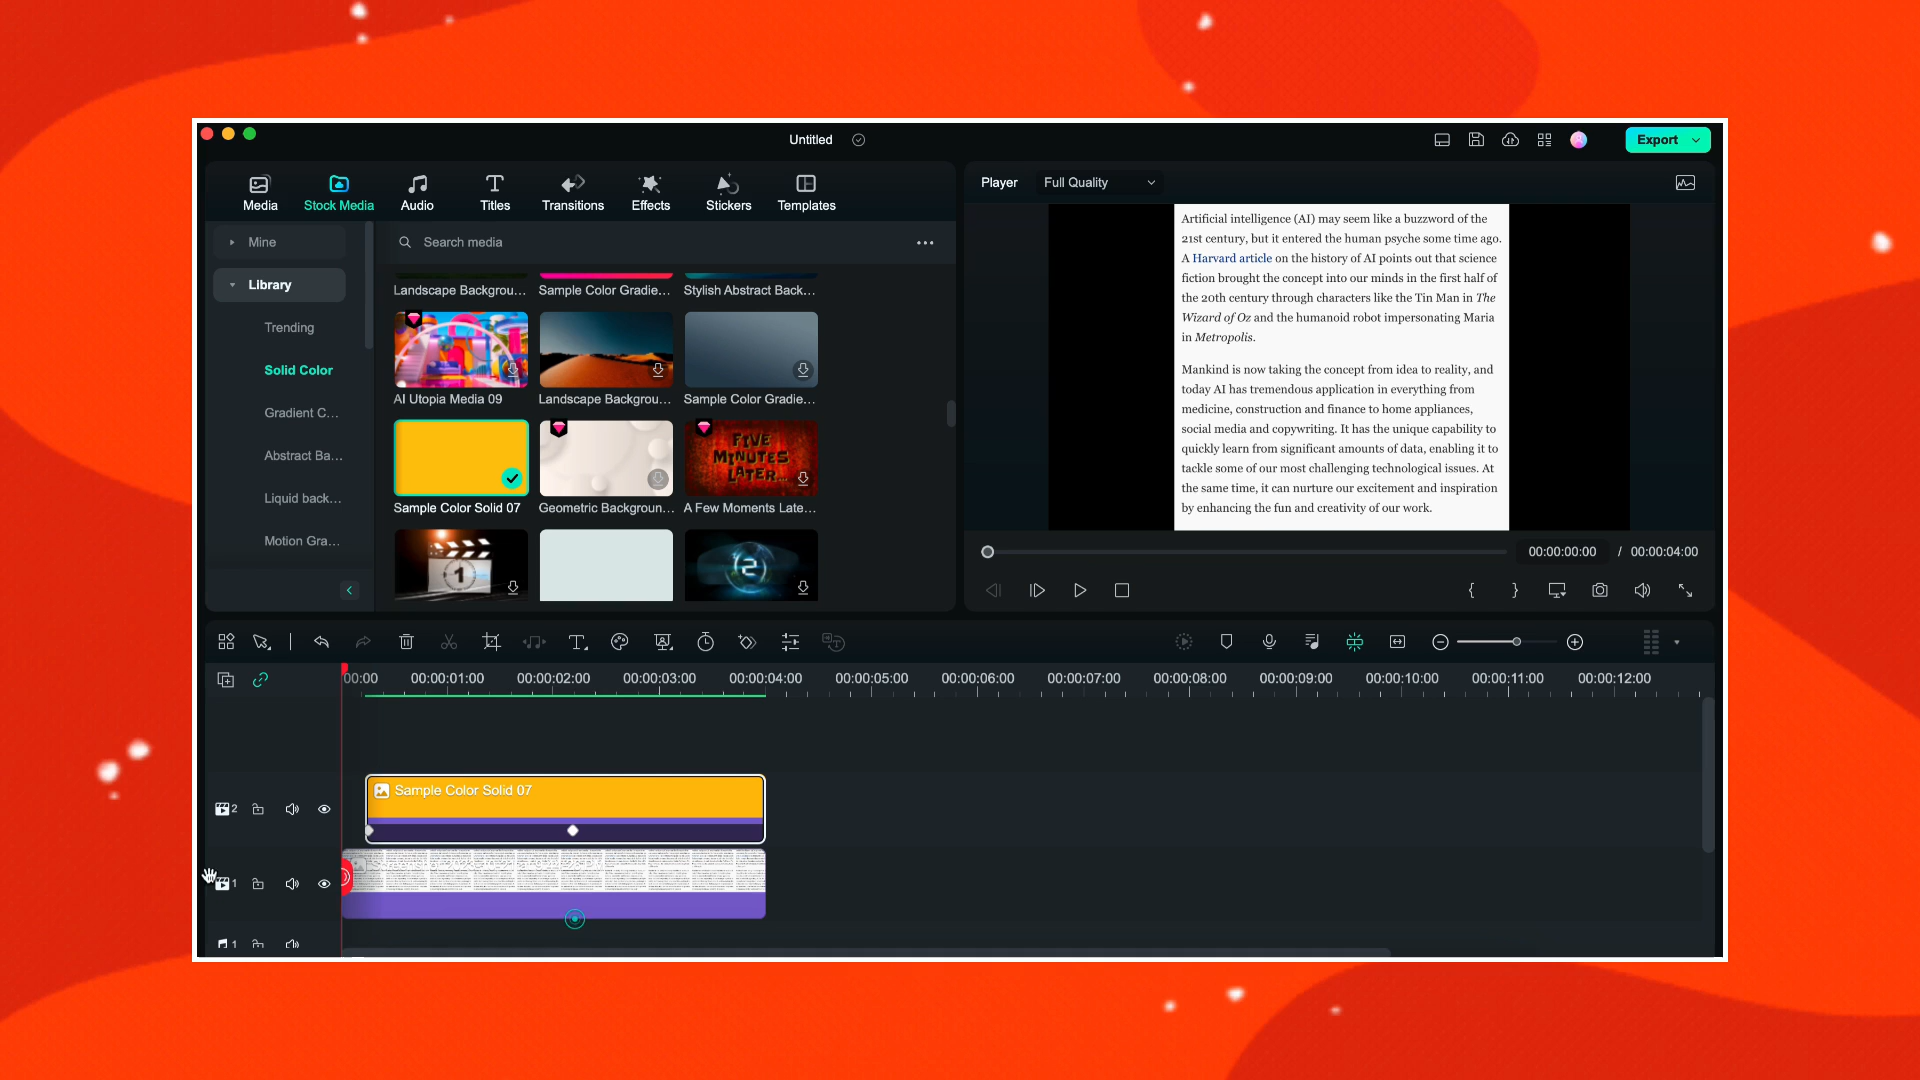 Untitled
Export
Media
Stock Media
Audio
Titles
Transitions
Effects
Stickers
Templates
Player
Full Quality
Mine
Search media
Library
Trending
Solid Color
Gradient C...
Abstract Ba...
Liquid back...
Motion Gra...
Landscape Backgrou...
Sample Color Gradie...
Stylish Abstract Back...
AI Utopia Media 09
Landscape Backgrou...
Sample Color Gradie...
FIVE
MINUTES
LATER...
Sample Color Solid 07
Geometric Backgroun...
A Few Moments Late...
1
2
Artificial intelligence (AI) may seem like a buzzword of the
21st century, but it entered the human psyche some time ago.
A Harvard article on the history of AI points out that science
fiction brought the concept into our minds in the first half of
the 20th century through characters like the Tin Man in The
Wizard of Oz and the humanoid robot impersonating Maria
in Metropolis.
Mankind is now taking the concept from idea to reality, and
today AI has tremendous application in everything from
medicine, construction and finance to home appliances,
social media and copywriting. It has the unique capability to
quickly learn from significant amounts of data, enabling it to
tackle some of our most challenging technological issues. At
the same time, it can nurture our excitement and inspiration
by enhancing the fun and creativity of our work.
00:00:00:00 / 00:00:04:00
00:00 00:00:01:00 00:00:02:00 00:00:03:00 00:00:04:00 00:00:05:00 00:00:06:00 00:00:07:00 00:00:08:00 00:00:09:00 00:00:10:00 00:00:11:00 00:00:12:00
2
Sample Color Solid 07
1
1